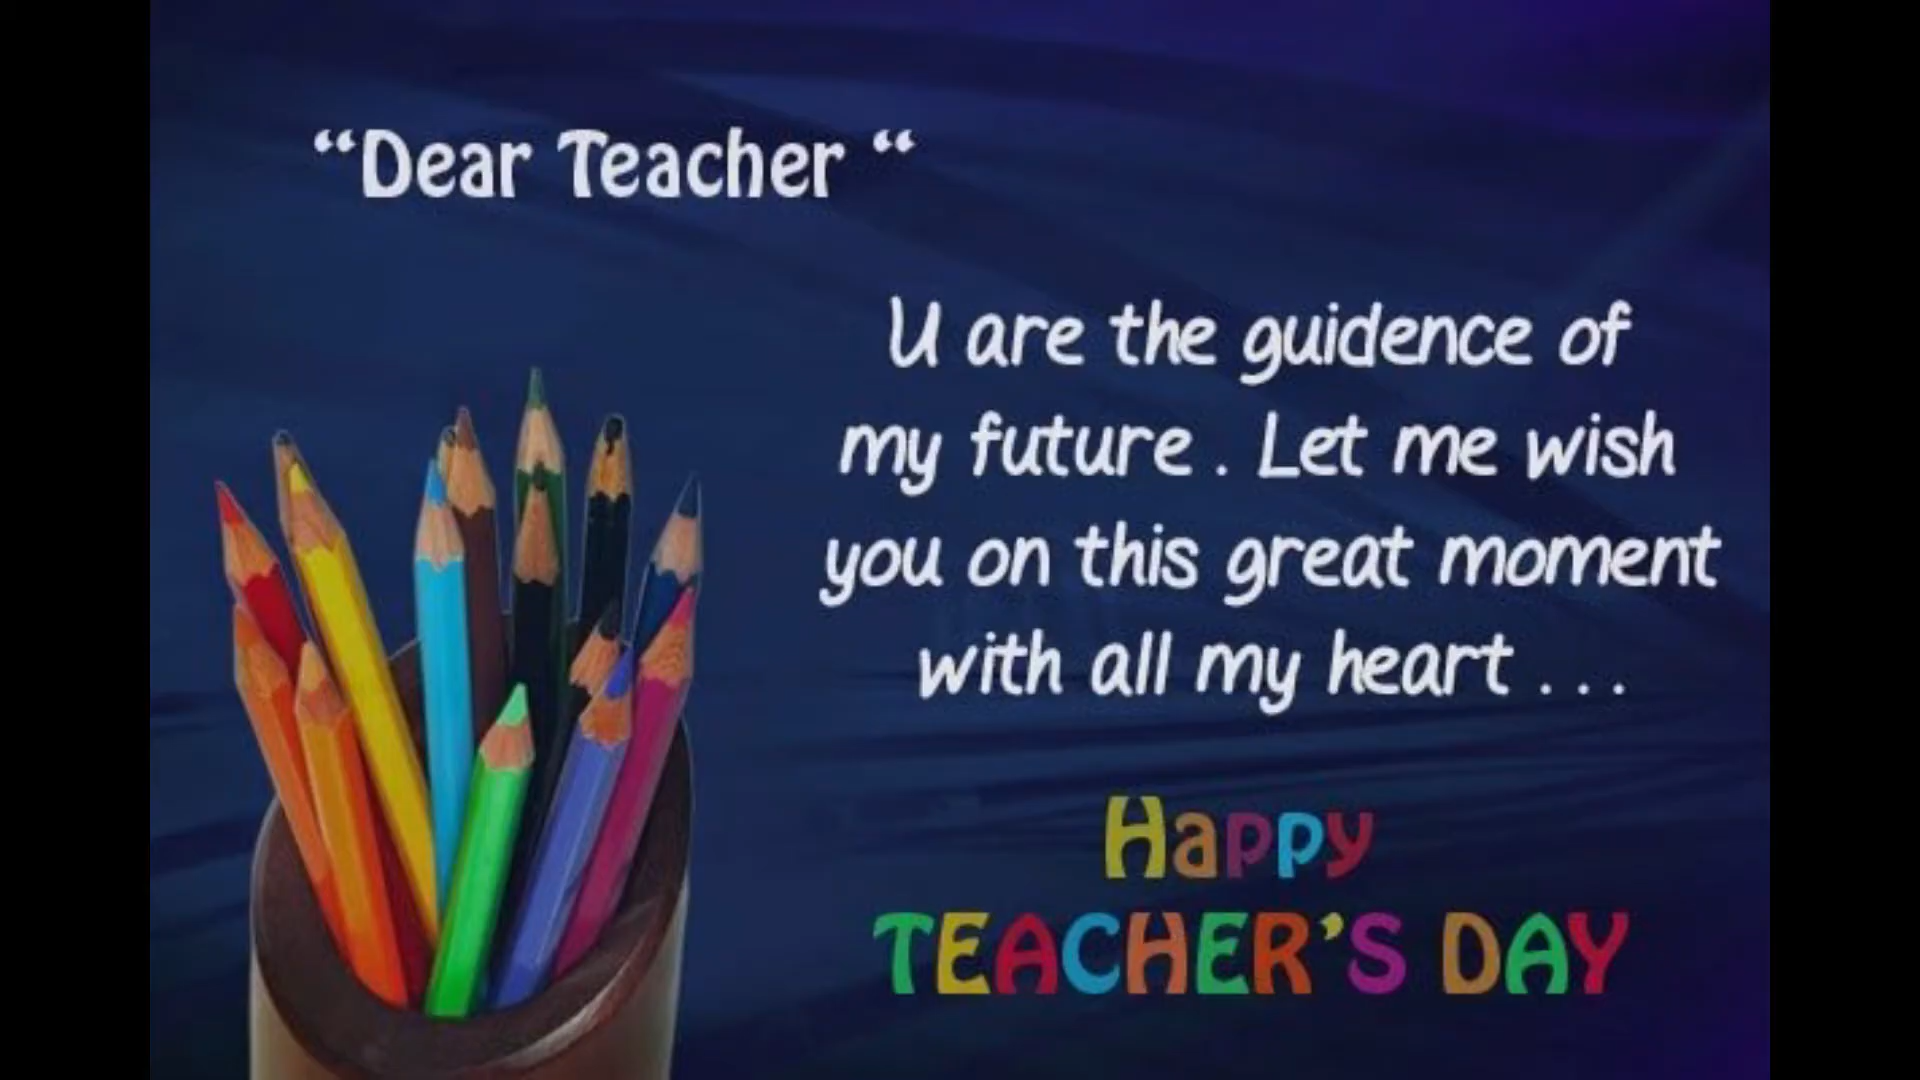 “Dear Teacher “
U are the guidence of
my future . Let me wish
you on this great moment
with all my heart . . .
Happy
TEACHER’S DAY